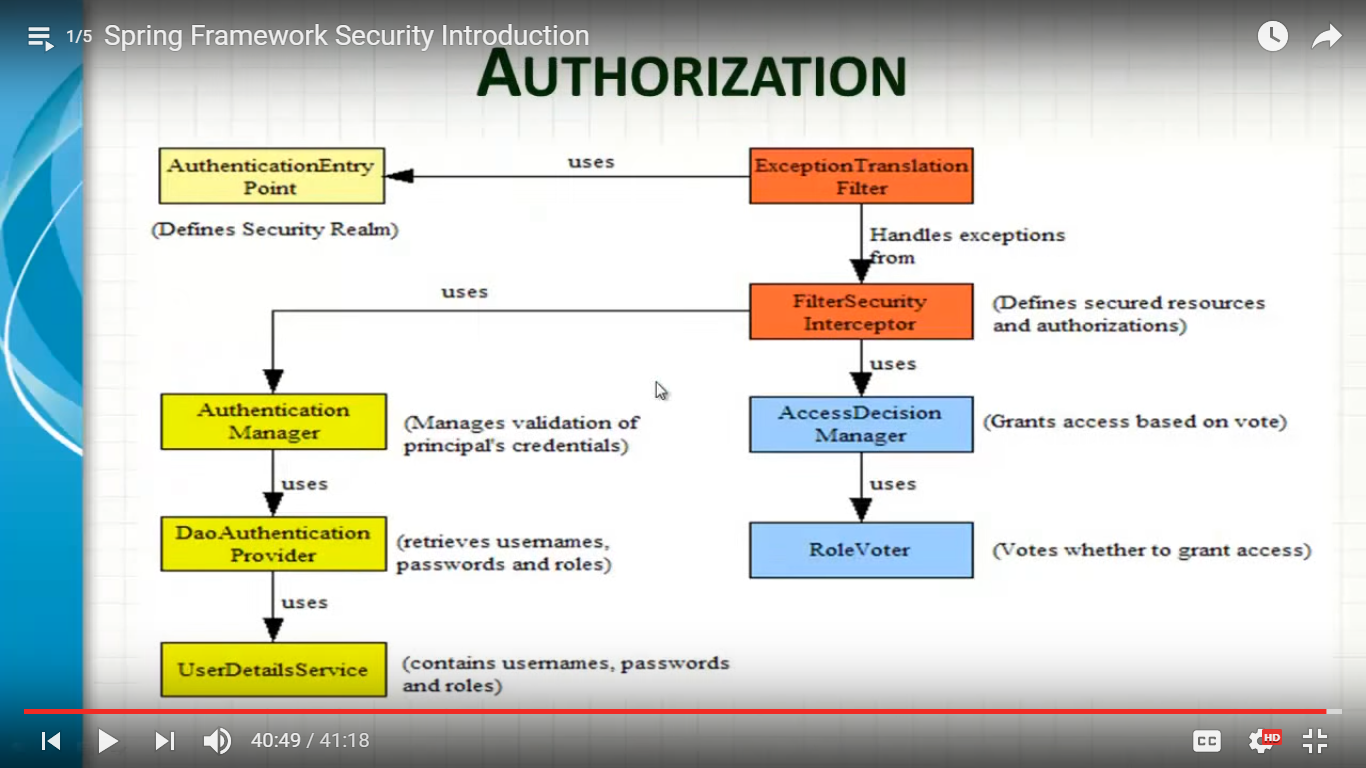 1/5 Spring Framework Security Introduction
AUTHORIZATION
AuthenticationEntry
Point
uses
ExceptionTranslation
Filter
(Defines Security Realm)
Handles exceptions
from
uses
FilterSecurity
Interceptor
(Defines secured resources
and authorizations)
uses
Authentication
Manager
(Manages validation of
principal's credentials)
AccessDecision
Manager
(Grants access based on vote)
uses
uses
DaoAuthentication
Provider
(retrieves usernames,
passwords and roles)
RoleVoter
(Votes whether to grant access)
uses
UserDetailsService
(contains usernames, passwords
and roles)
40:49 / 41:18
CC
HD